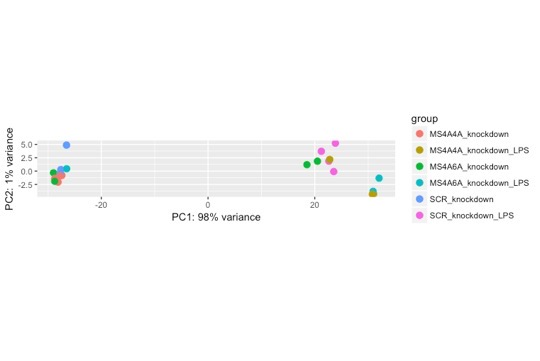 group
MS4A4A_knockdown
MS4A4A_knockdown_LPS
MS4A6A_knockdown
MS4A6A_knockdown_LPS
SCR_knockdown
SCR_knockdown_LPS
PC2: 1% variance
5.0
2.5
0.0
-2.5
-20
0
20
PC1: 98% variance